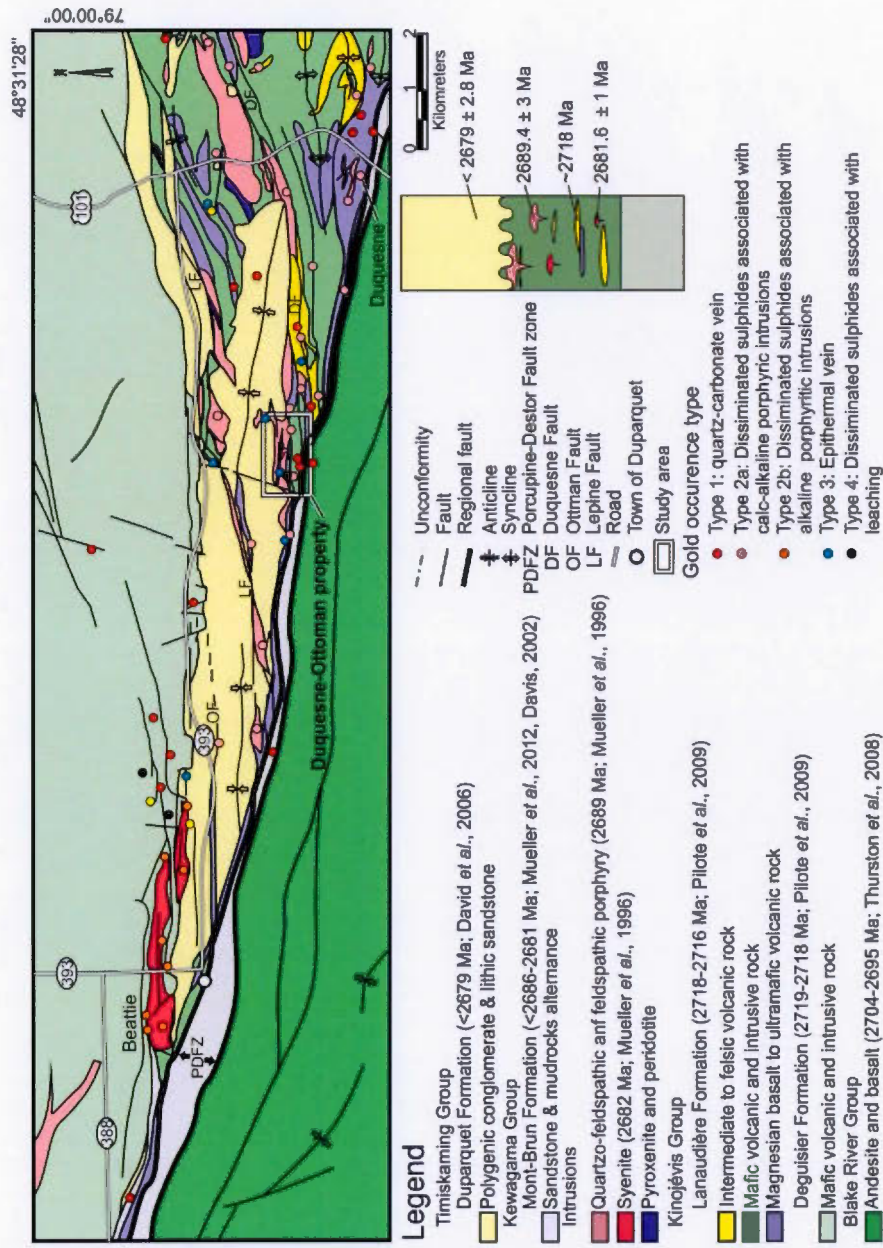 48°31'28"
79°00'00"
388
393
Beattie
PDFZ
393
OF
LF
LF
DF
DF
101
Duquesne
Duquesne-Ottoman property
0 1 2
Kilomreters
Legend
Timiskaming Group
Duparquet Formation (<2679 Ma; David et al., 2006)
Polygenic conglomerate & lithic sandstone
Kewagama Group
Mont-Brun Formation (<2686-2681 Ma; Mueller et al., 2012, Davis, 2002)
Sandstone & mudrocks alternance
Intrusions
Quartzo-feldspathic anf feldspathic porphyry (2689 Ma; Mueller et al., 1996)
Syenite (2682 Ma; Mueller et al., 1996)
Pyroxenite and peridotite
Kinojévis Group
Lanaudière Formation (2718-2716 Ma; Pilote et al., 2009)
Intermediate to felsic volcanic rock
Mafic volcanic and intrusive rock
Magnesian basalt to ultramafic volcanic rock
Deguisier Formation (2719-2718 Ma; Pilote et al., 2009)
Mafic volcanic and intrusive rock
Blake River Group
Andesite and basalt (2704-2695 Ma; Thurston et al., 2008)
Unconformity
Fault
Regional fault
Anticline
Syncline
PDFZ Porcupine-Destor Fault zone
DF Duquesne Fault
OF Ottman Fault
LF Lepine Fault
Road
Town of Duparquet
Study area
Gold occurence type
Type 1: quartz-carbonate vein
Type 2a: Dissiminated sulphides associated with
calc-alkaline porphyric intrusions
Type 2b: Dissiminated sulphides associated with
alkaline porphyritic intrusions
Type 3: Epithermal vein
Type 4: Dissiminated sulphides associated with
leaching
< 2679 ± 2.8 Ma
2689.4 ± 3 Ma
~2718 Ma
2681.6 ± 1 Ma